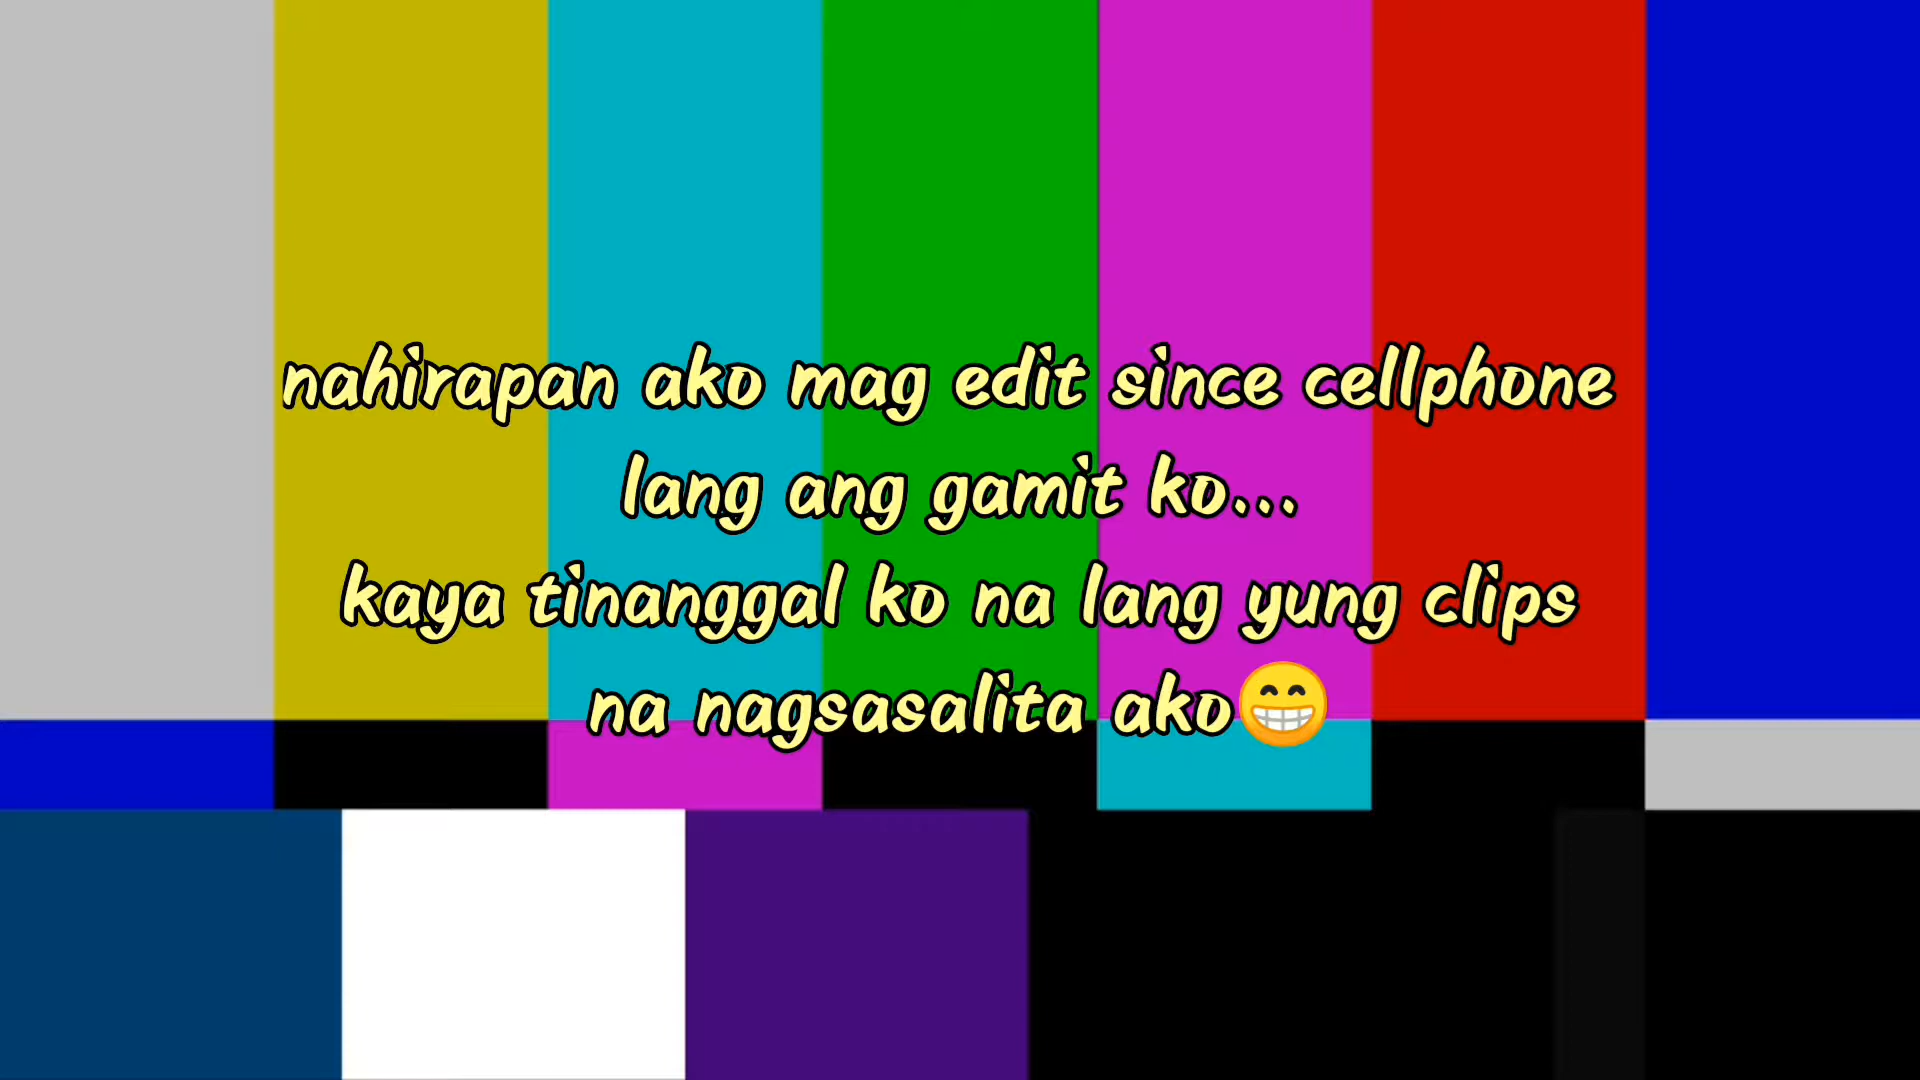 nahirapan ako mag edit since cellphone
lang ang gamit ko...
kaya tinanggal ko na lang yung clips
na nagsasalita ako😁